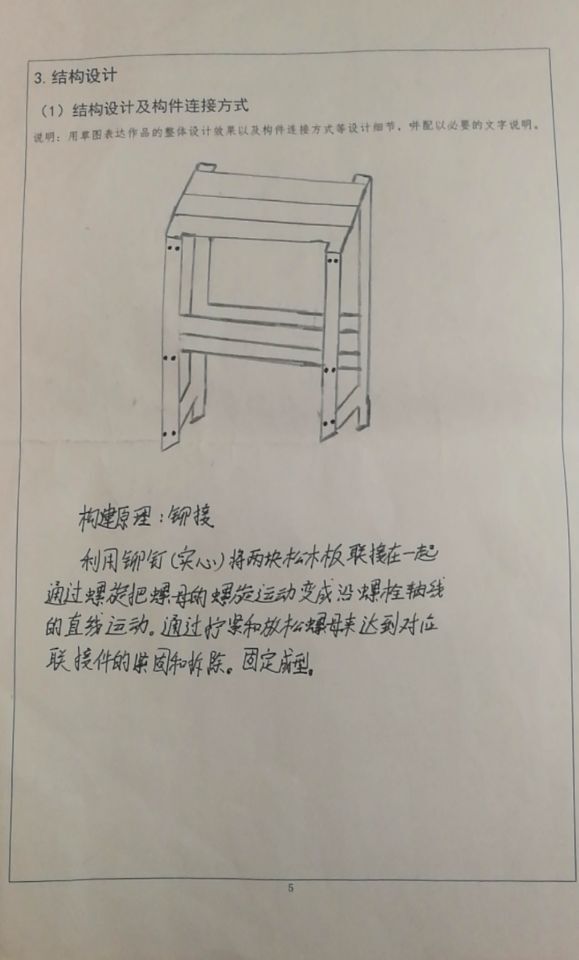 3. 结构设计
（1）结构设计及构件连接方式
说明：用草图表达作品的整体设计效果以及构件连接方式等设计细节，并配以必要的文字说明。
构建原理：铆接
利用铆钉(实心)将两块松木板联接在一起
通过螺旋把螺母的螺旋运动变成沿螺栓轴线
的直线运动。通过拧紧和放松螺母来达到对应
联接件的紧固和拆除。固定成型。
5